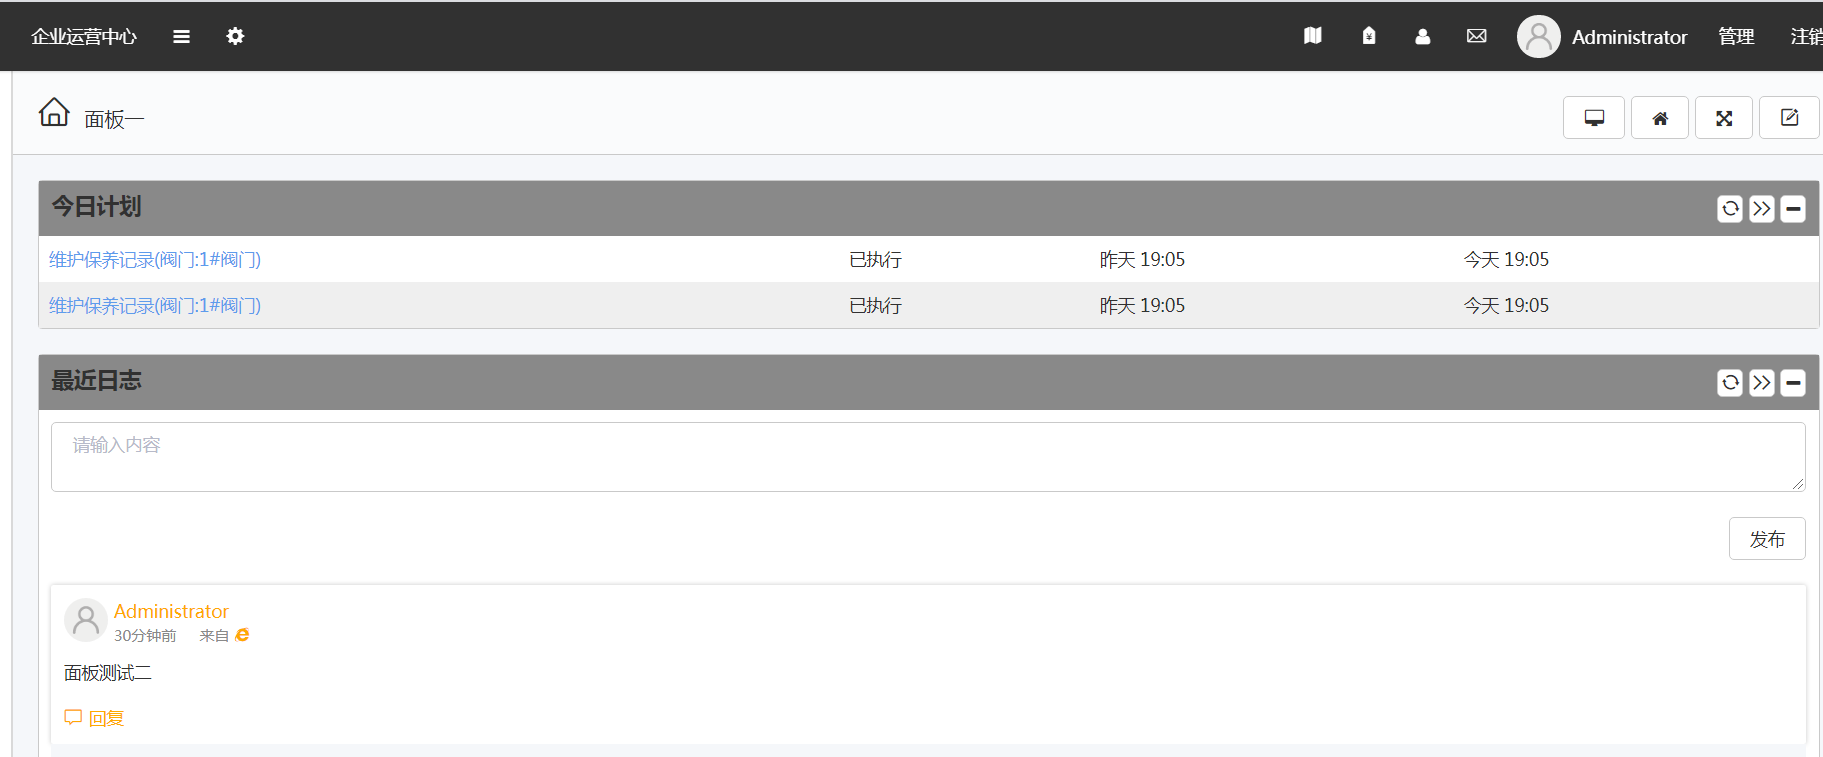 企业运营中心 Administrator 管理 注销
面板一
今日计划
维护保养记录(阀门:1#阀门) 已执行 昨天 19:05 今天 19:05
维护保养记录(阀门:1#阀门) 已执行 昨天 19:05 今天 19:05
最近日志
请输入内容
发布
Administrator
30分钟前 来自
面板测试二
回复